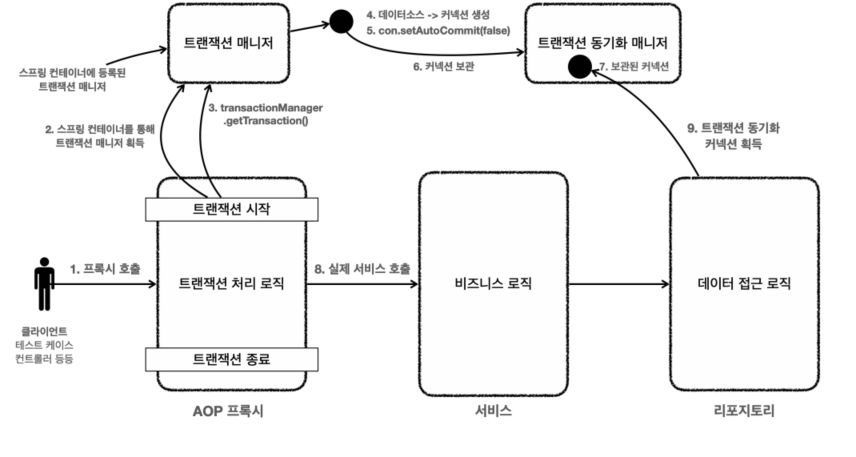 트랜잭션 매니저
4. 데이터소스 -> 커넥션 생성
5. con.setAutoCommit(false)
트랜잭션 동기화 매니저
6. 커넥션 보관
7. 보관된 커넥션
스프링 컨테이너에 등록된
트랜잭션 매니저
3. transactionManager
.getTransaction()
2. 스프링 컨테이너를 통해
트랜잭션 매니저 획득
9. 트랜잭션 동기화
커넥션 획득
트랜잭션 시작
1. 프록시 호출
트랜잭션 처리 로직
8. 실제 서비스 호출
비즈니스 로직
데이터 접근 로직
클라이언트
테스트 케이스
컨트롤러 등등
트랜잭션 종료
AOP 프록시
서비스
리포지토리